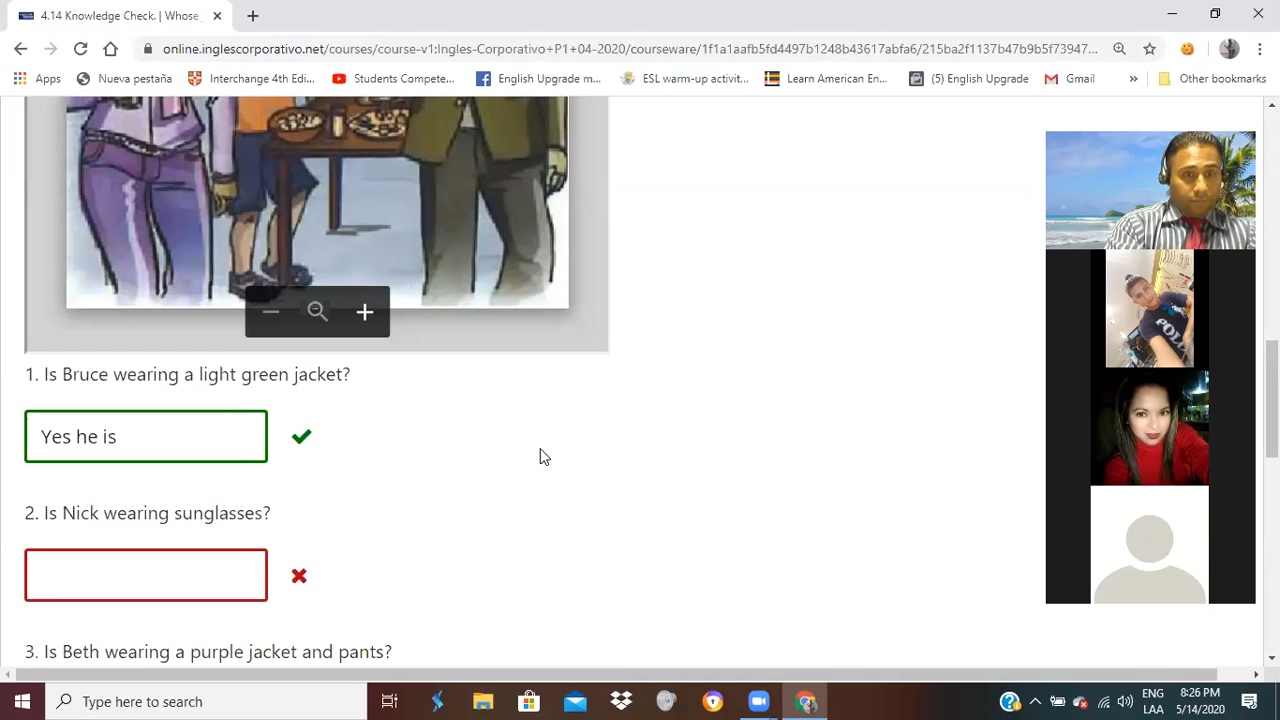 4.14 Knowledge Check. | Whose
online.inglescorporativo.net/courses/course-v1:Ingles-Corporativo+P1+04-2020/courseware/1f1a1aafb5fd4497b1248b43617abfa6/215ba2f1137b47b9b5f73947...
Apps
Nueva pestaña
Interchange 4th Edi...
Students Compete...
English Upgrade m...
ESL warm-up activit...
Learn American En...
(5) English Upgrade
Gmail
»
Other bookmarks
1. Is Bruce wearing a light green jacket?
Yes he is
2. Is Nick wearing sunglasses?
3. Is Beth wearing a purple jacket and pants?
Type here to search
ENG
LAA
8:26 PM
5/14/2020